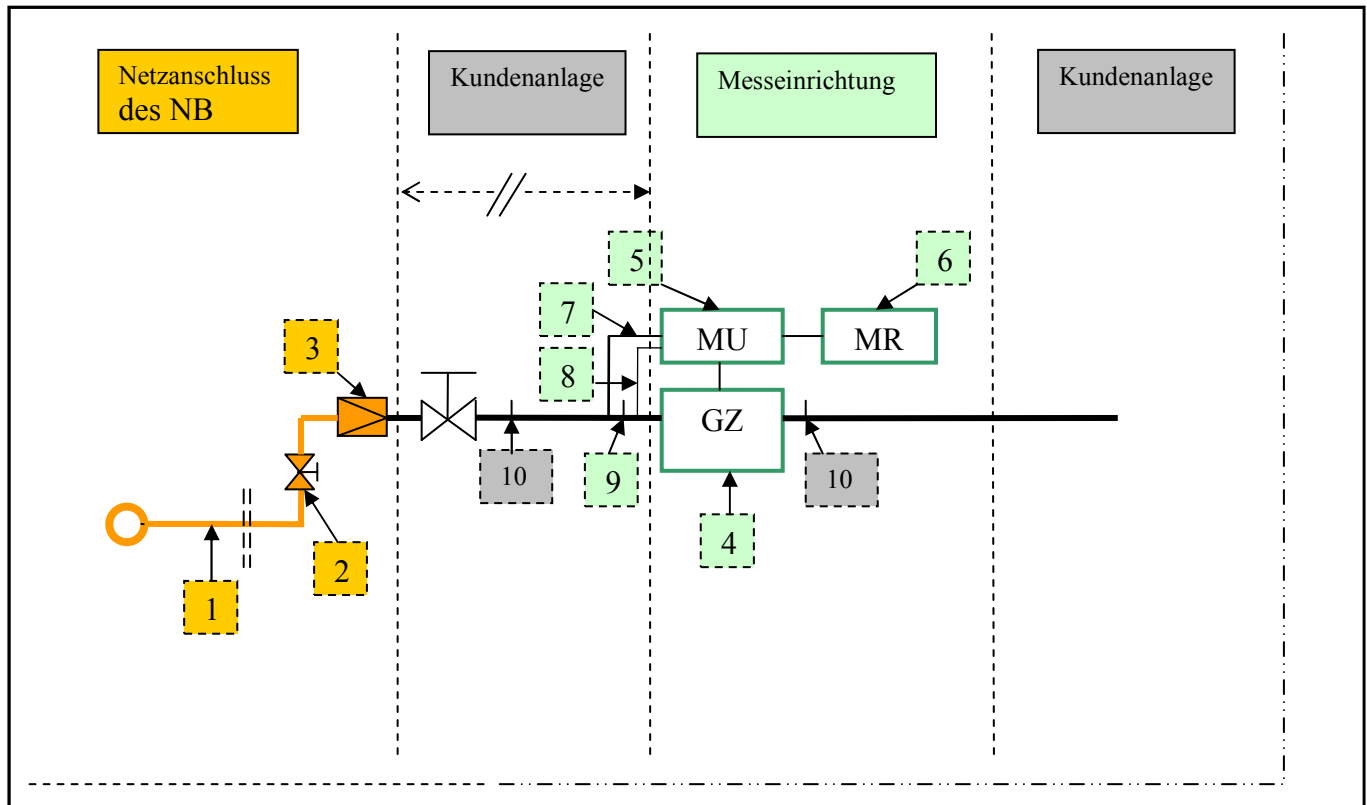 Netzanschluss
des NB
Kundenanlage
Messeinrichtung
Kundenanlage
5
6
7
MU
MR
3
8
GZ
10
9
10
2
4
1